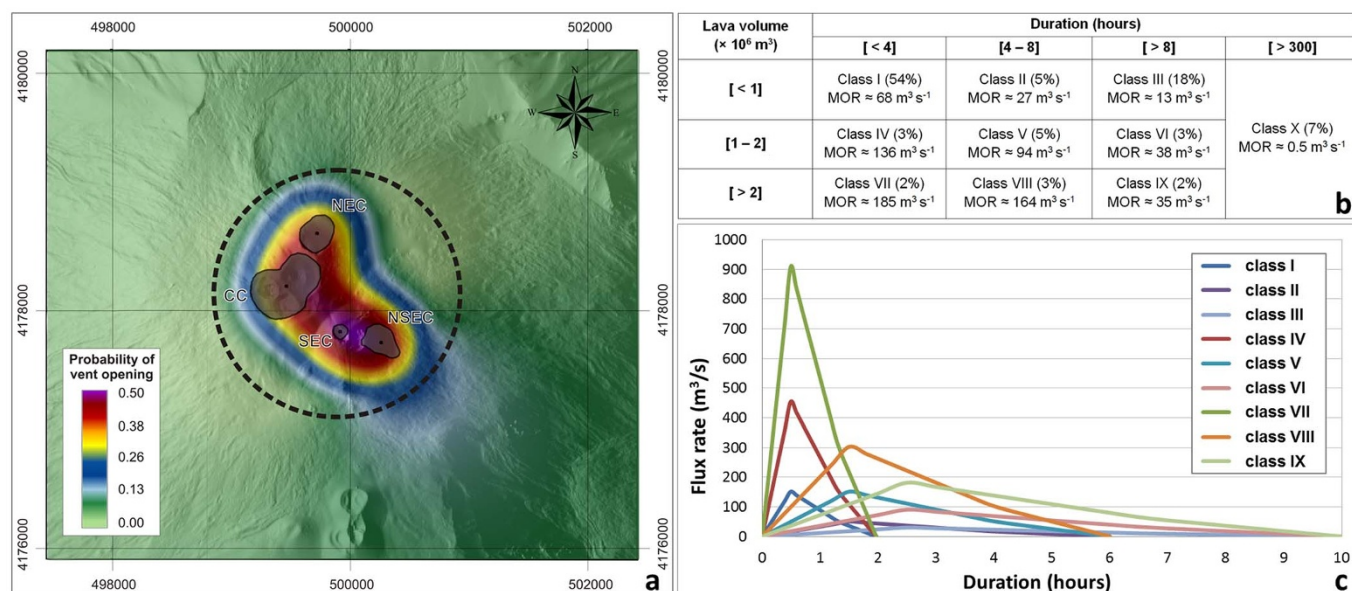 498000 500000 502000
4180000 4180000
N
W E
S
NEC
CC
4178000 4178000
NSEC
SEC
Probability of
vent opening
0.50
0.38
0.26
0.13
0.00
4176000 4176000
498000 500000 502000
a
Lava volume
(× 10⁶ m³)
Duration (hours)
[ < 4] [4 – 8] [ > 8] [ > 300]
[ < 1]
Class I (54%) Class II (5%) Class III (18%)
MOR ≈ 68 m³ s⁻¹ MOR ≈ 27 m³ s⁻¹ MOR ≈ 13 m³ s⁻¹
[1 – 2]
Class IV (3%) Class V (5%) Class VI (3%)
MOR ≈ 136 m³ s⁻¹ MOR ≈ 94 m³ s⁻¹ MOR ≈ 38 m³ s⁻¹
Class X (7%)
MOR ≈ 0.5 m³ s⁻¹
[ > 2]
Class VII (2%) Class VIII (3%) Class IX (2%)
MOR ≈ 185 m³ s⁻¹ MOR ≈ 164 m³ s⁻¹ MOR ≈ 35 m³ s⁻¹
b
Flux rate (m³/s)
1000
900
800
700
600
500
400
300
200
100
0
0 1 2 3 4 5 6 7 8 9 10
Duration (hours)
class I
class II
class III
class IV
class V
class VI
class VII
class VIII
class IX
c